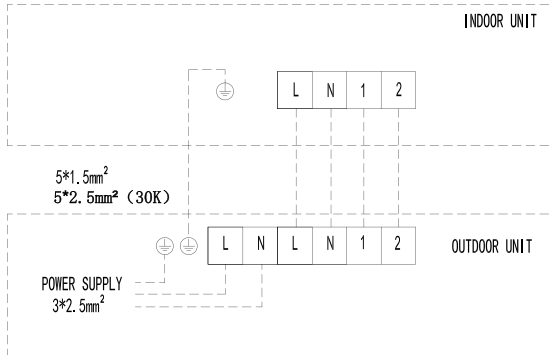 INDOOR UNIT
L N 1 2
5*1.5mm²
5*2.5mm² (30K)
L N L N 1 2
OUTDOOR UNIT
POWER SUPPLY
3*2.5mm²